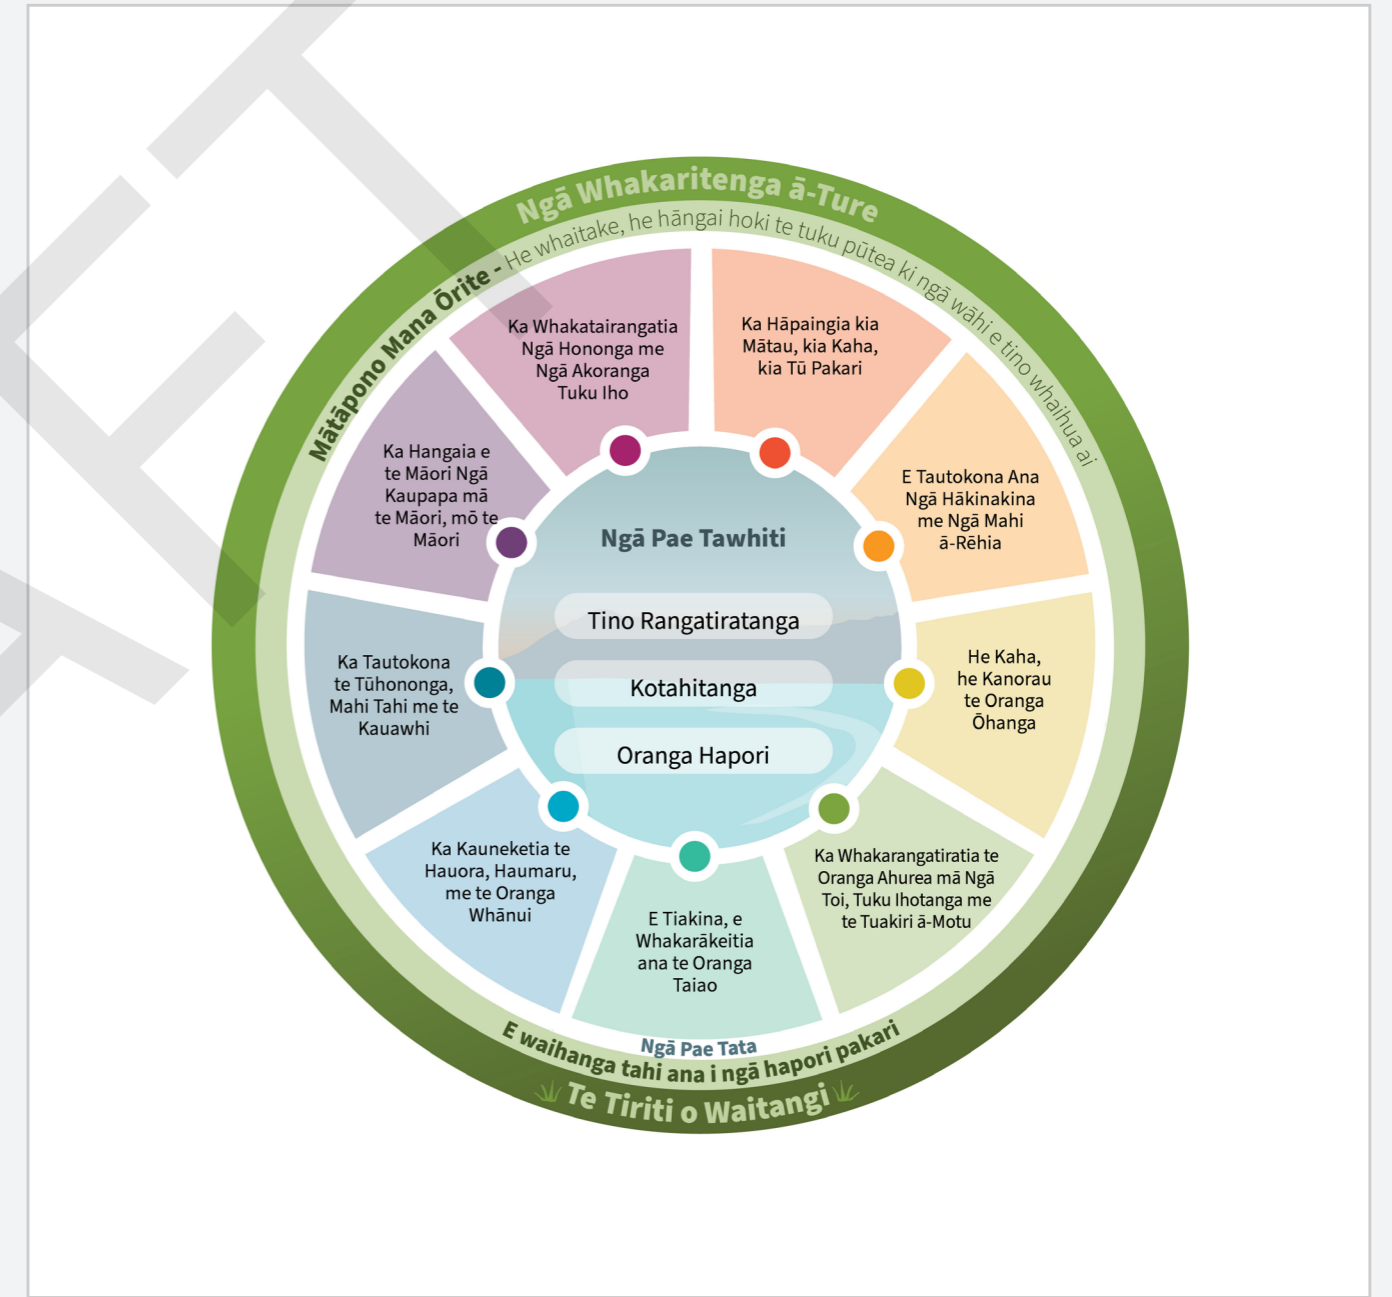 Ngā Whakaritenga ā-Ture
Mātāpono Mana Ōrite - He whaitake, he hāngai hoki te tuku pūtea ki ngā wāhi e tino whaihua ai
Ka Whakatairangatia
Ngā Hononga me
Ngā Akoranga
Tuku Iho
Ka Hāpaingia kia
Mātau, kia Kaha,
kia Tū Pakari
E Tautokona Ana
Ngā Hākinakina
me Ngā Mahi
ā-Rēhia
He Kaha,
he Kanorau
te Oranga
Ōhanga
Ka Whakarangatiratia te
Oranga Ahurea mā Ngā
Toi, Tuku Ihotanga me
te Tuakiri ā-Motu
E Tiakina, e
Whakarākeitia
ana te Oranga
Taiao
Ka Kauneketia te
Hauora, Haumaru,
me te Oranga
Whānui
Ka Tautokona
te Tūhononga,
Mahi Tahi me te
Kauawhi
Ka Hangaia e
te Māori Ngā
Kaupapa mā
te Māori, mō te
Māori
Ngā Pae Tawhiti
Tino Rangatiratanga
Kotahitanga
Oranga Hapori
Ngā Pae Tata
E waihanga tahi ana i ngā hapori pakari
Te Tiriti o Waitangi